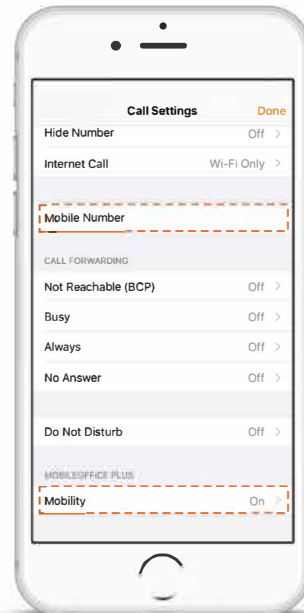 Call Settings Done
Hide Number Off
Internet Call Wi-Fi Only
Mobile Number
CALL FORWARDING
Not Reachable (BCP) Off
Busy Off
Always Off
No Answer Off
Do Not Disturb Off
MOBILEOFFICE PLUS
Mobility On